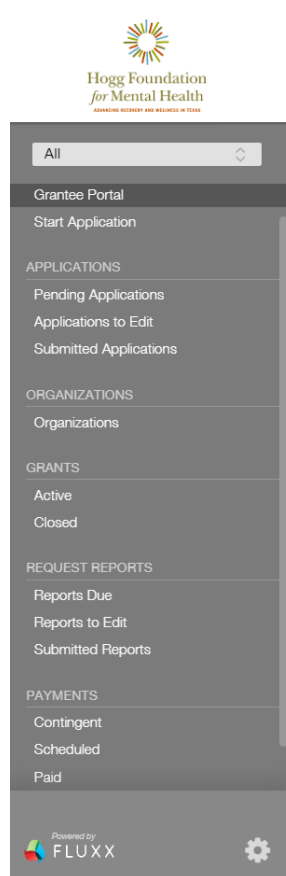 Hogg Foundation
for Mental Health
ADVANCING RECOVERY AND WELLNESS IN TEXAS
All
Grantee Portal
Start Application
APPLICATIONS
Pending Applications
Applications to Edit
Submitted Applications
ORGANIZATIONS
Organizations
GRANTS
Active
Closed
REQUEST REPORTS
Reports Due
Reports to Edit
Submitted Reports
PAYMENTS
Contingent
Scheduled
Paid
Powered by
FLUXX